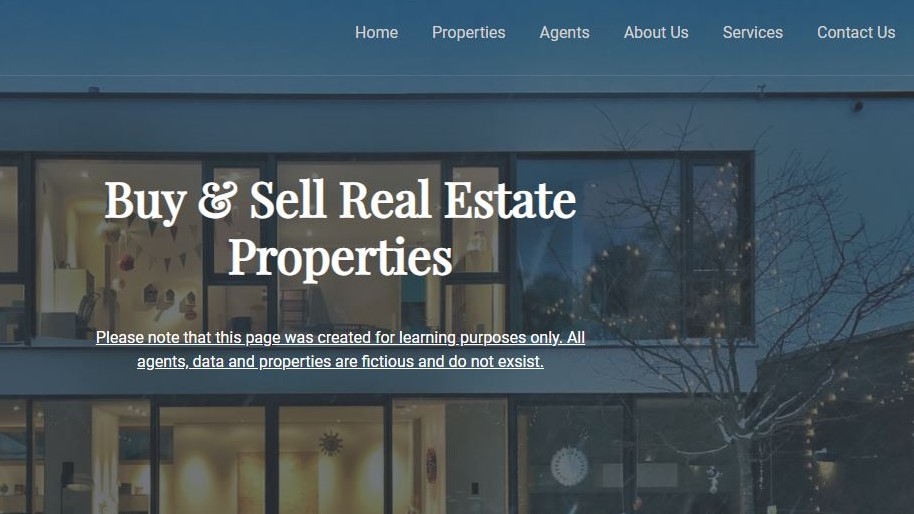 Home Properties Agents About Us Services Contact Us
Buy & Sell Real Estate
Properties
Please note that this page was created for learning purposes only. All
agents, data and properties are fictious and do not exsist.